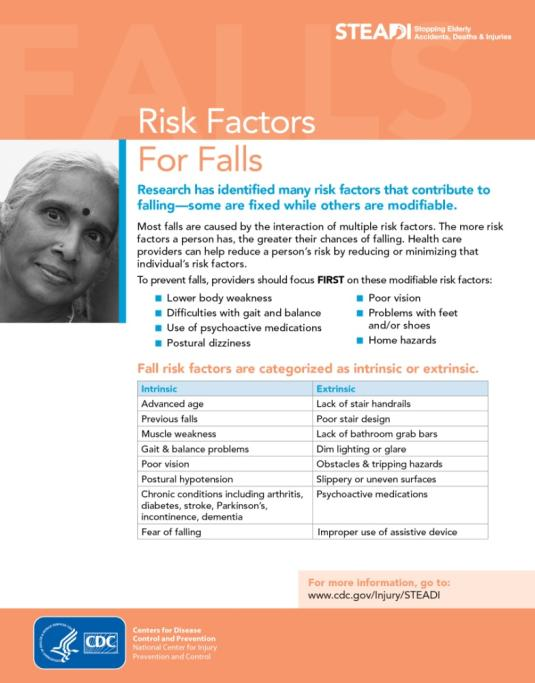 FALLS
STEADI Stopping Elderly
Accidents, Deaths & Injuries
Risk Factors
For Falls
Research has identified many risk factors that contribute to
falling—some are fixed while others are modifiable.
Most falls are caused by the interaction of multiple risk factors. The more risk
factors a person has, the greater their chances of falling. Health care
providers can help reduce a person's risk by reducing or minimizing that
individual's risk factors.
To prevent falls, providers should focus FIRST on these modifiable risk factors:
■ Lower body weakness
■ Difficulties with gait and balance
■ Use of psychoactive medications
■ Postural dizziness
■ Poor vision
■ Problems with feet
and/or shoes
■ Home hazards
Fall risk factors are categorized as intrinsic or extrinsic.
Intrinsic Extrinsic
Advanced age Lack of stair handrails
Previous falls Poor stair design
Muscle weakness Lack of bathroom grab bars
Gait & balance problems Dim lighting or glare
Poor vision Obstacles & tripping hazards
Postural hypotension Slippery or uneven surfaces
Chronic conditions including arthritis, Psychoactive medications
diabetes, stroke, Parkinson's,
incontinence, dementia
Fear of falling Improper use of assistive device
For more information, go to:
www.cdc.gov/Injury/STEADI
CDC
Centers for Disease
Control and Prevention
National Center for Injury
Prevention and Control